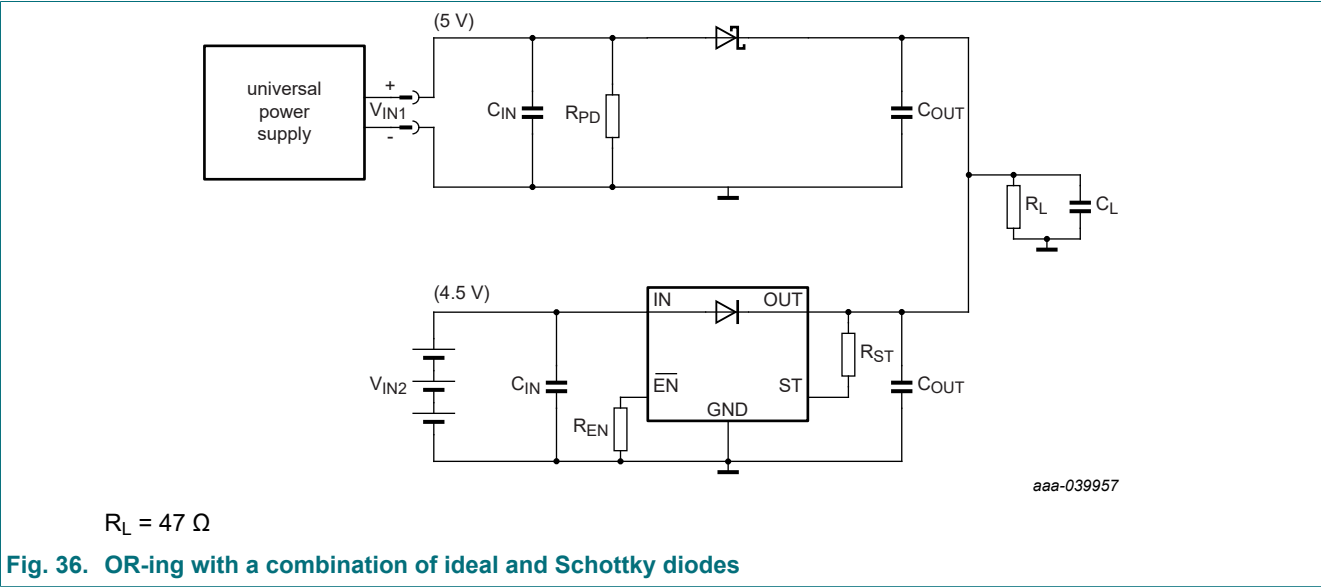 (5 V)
universal
power
supply
+
VIN1
-
CIN
RPD
COUT
RL
CL
(4.5 V)
IN
OUT
VIN2
CIN
EN
ST
RST
COUT
REN
GND
aaa-039957
RL = 47 Ω
Fig. 36. OR-ing with a combination of ideal and Schottky diodes